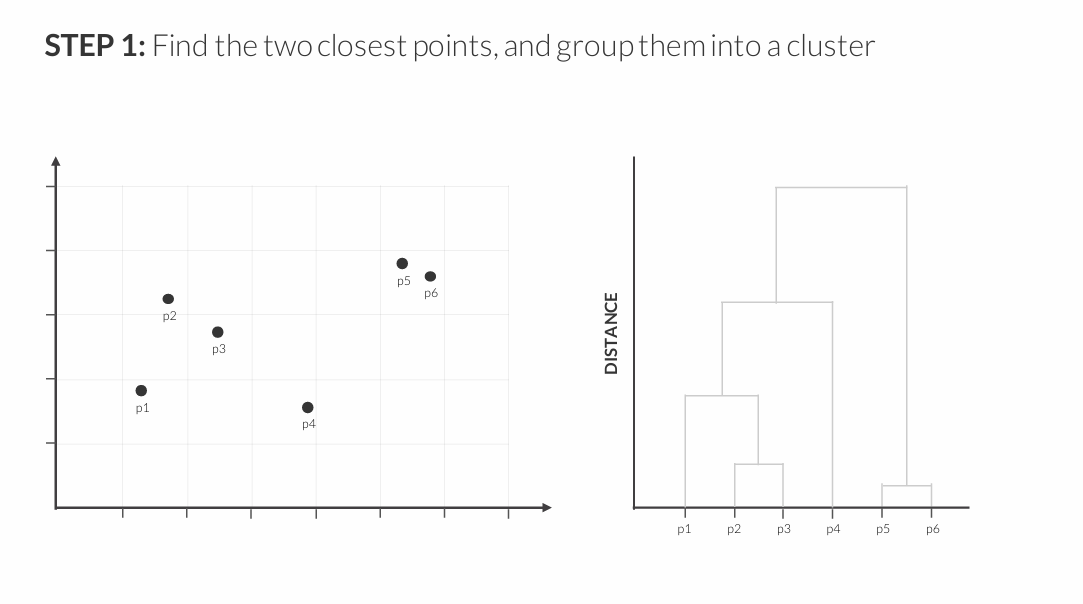 STEP 1: Find the two closest points, and group them into a cluster
p5
p6
p2
p3
p1
p4
DISTANCE
p1 p2 p3 p4 p5 p6